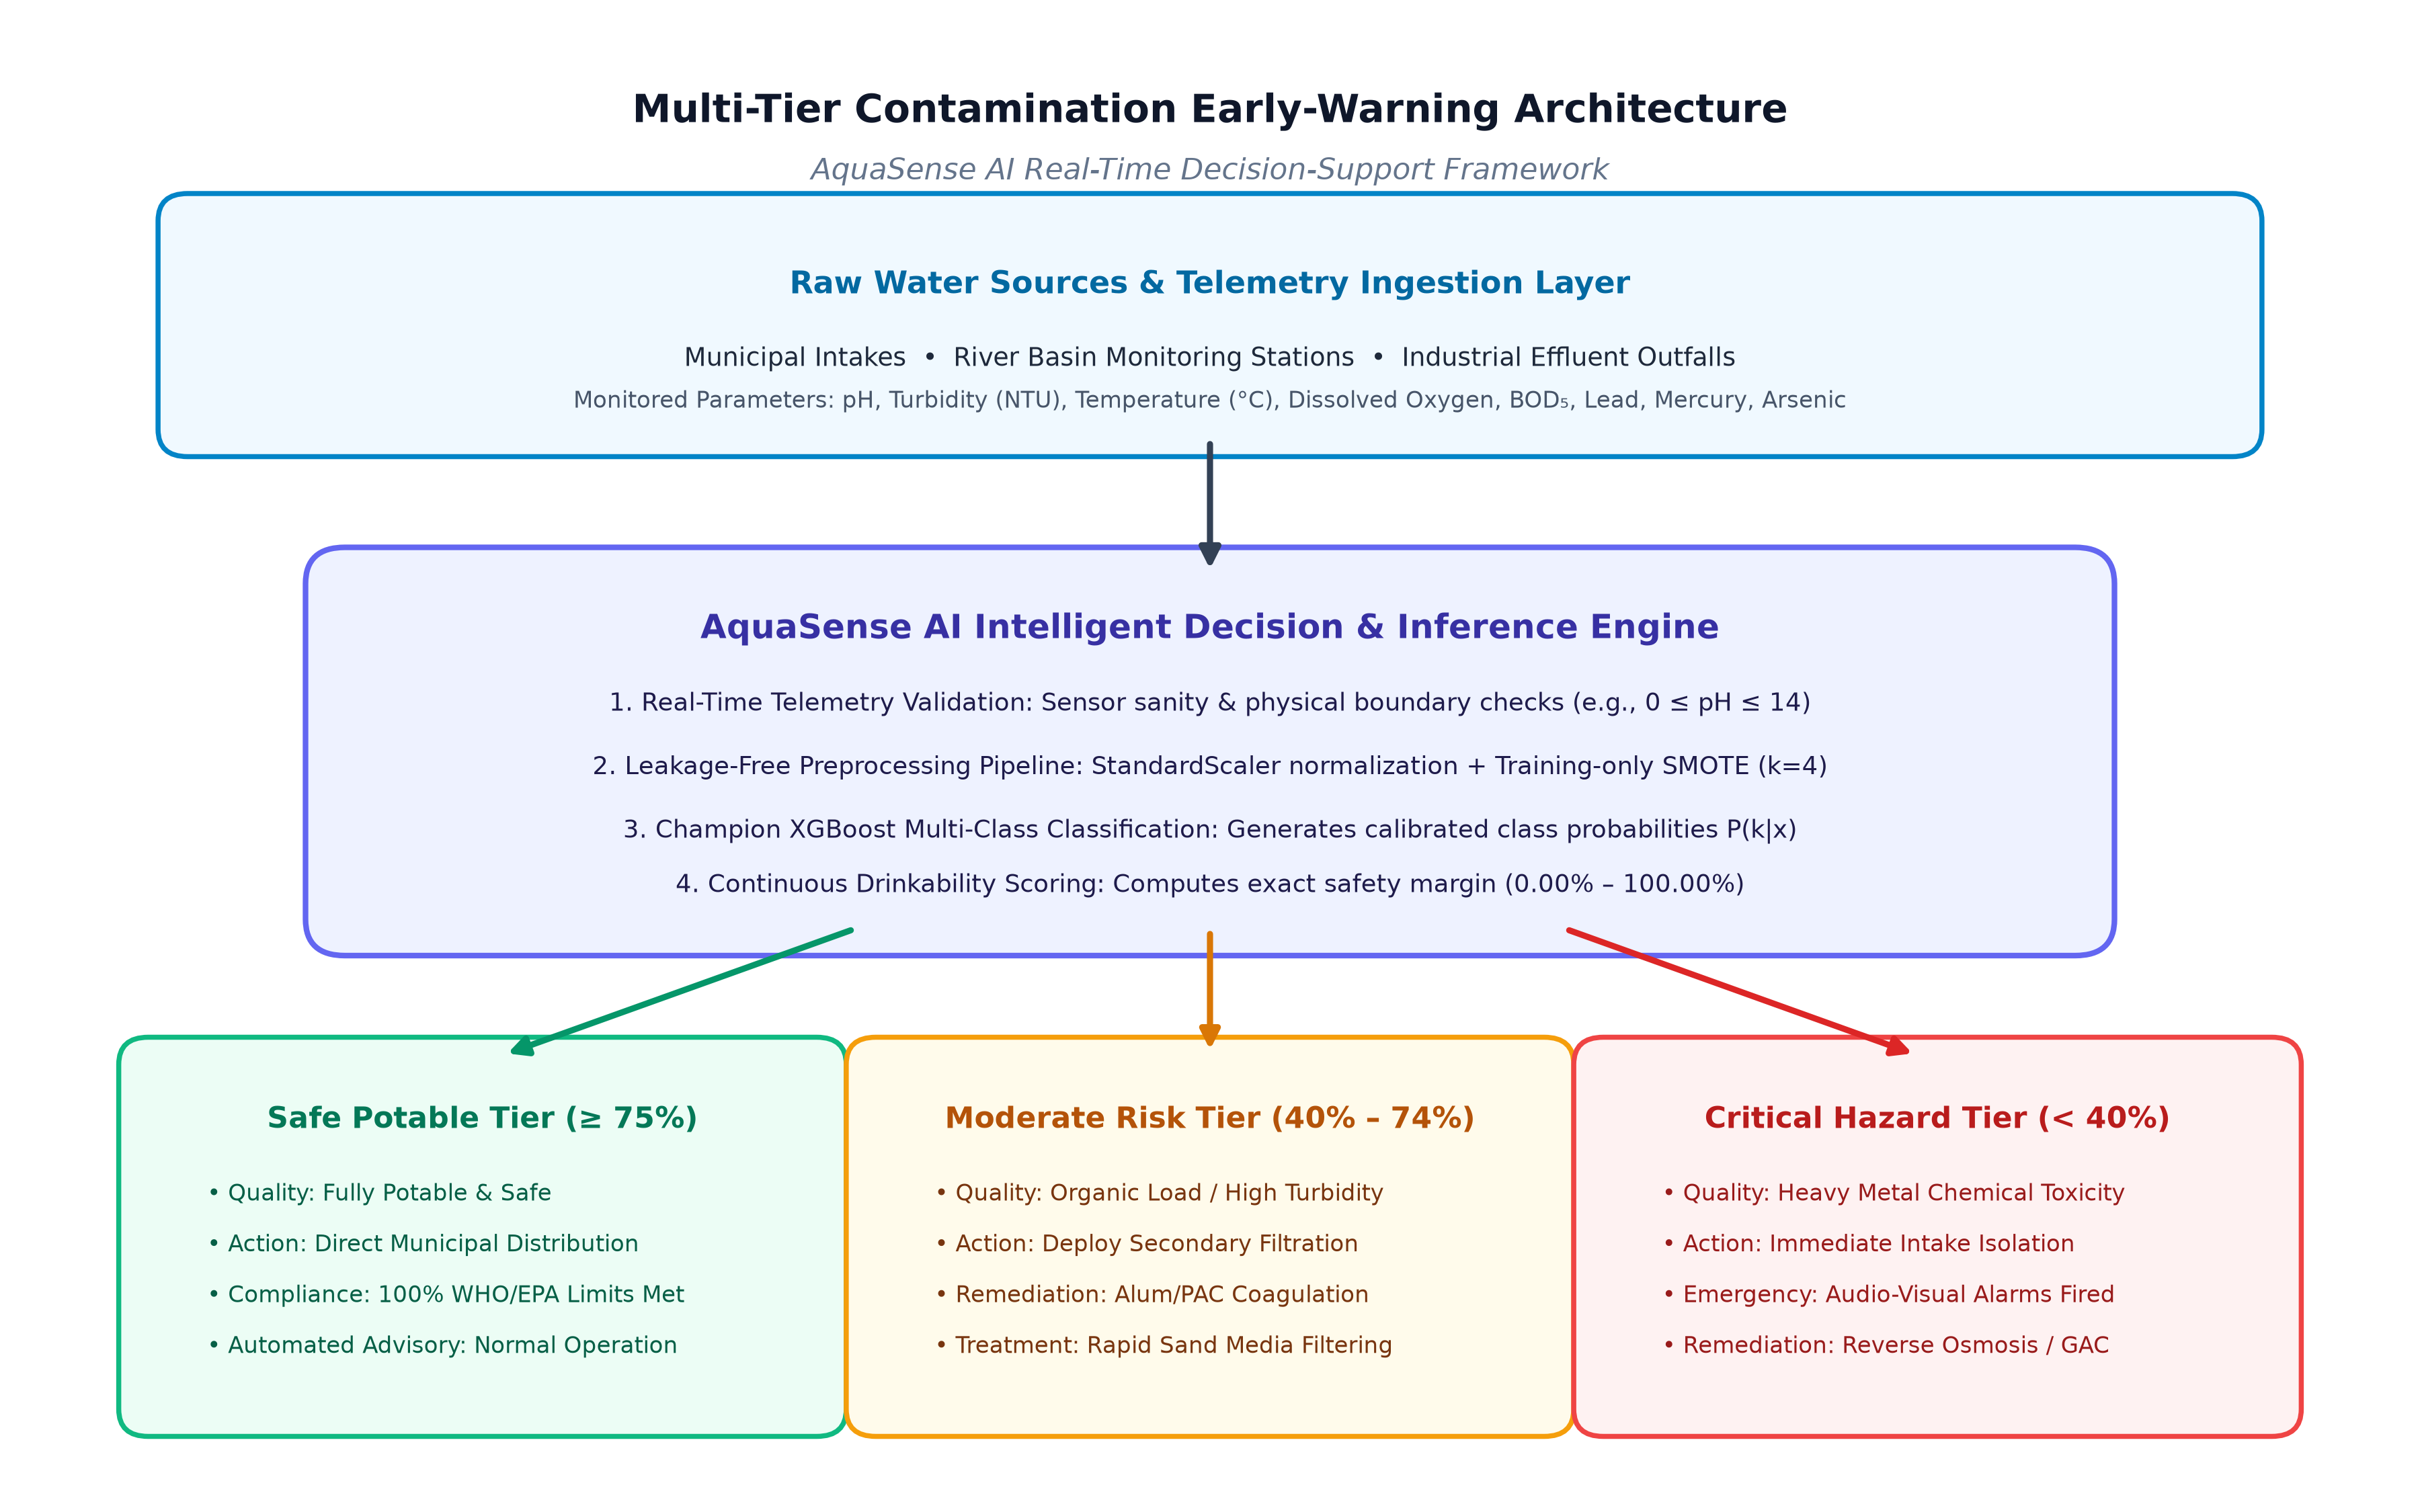 Multi-Tier Contamination Early-Warning Architecture
AquaSense AI Real-Time Decision-Support Framework
Raw Water Sources & Telemetry Ingestion Layer
Municipal Intakes • River Basin Monitoring Stations • Industrial Effluent Outfalls
Monitored Parameters: pH, Turbidity (NTU), Temperature (°C), Dissolved Oxygen, BOD₅, Lead, Mercury, Arsenic
AquaSense AI Intelligent Decision & Inference Engine
1. Real-Time Telemetry Validation: Sensor sanity & physical boundary checks (e.g., 0 ≤ pH ≤ 14)
2. Leakage-Free Preprocessing Pipeline: StandardScaler normalization + Training-only SMOTE (k=4)
3. Champion XGBoost Multi-Class Classification: Generates calibrated class probabilities P(k|x)
4. Continuous Drinkability Scoring: Computes exact safety margin (0.00% – 100.00%)
Safe Potable Tier (≥ 75%)
• Quality: Fully Potable & Safe
• Action: Direct Municipal Distribution
• Compliance: 100% WHO/EPA Limits Met
• Automated Advisory: Normal Operation
Moderate Risk Tier (40% – 74%)
• Quality: Organic Load / High Turbidity
• Action: Deploy Secondary Filtration
• Remediation: Alum/PAC Coagulation
• Treatment: Rapid Sand Media Filtering
Critical Hazard Tier (< 40%)
• Quality: Heavy Metal Chemical Toxicity
• Action: Immediate Intake Isolation
• Emergency: Audio-Visual Alarms Fired
• Remediation: Reverse Osmosis / GAC